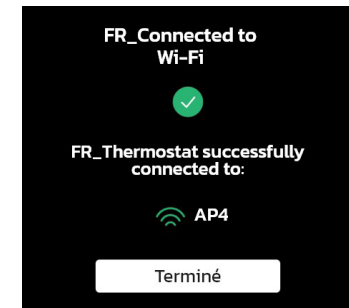 FR_Connected to
Wi-Fi
FR_Thermostat successfully
connected to:
AP4
Terminé